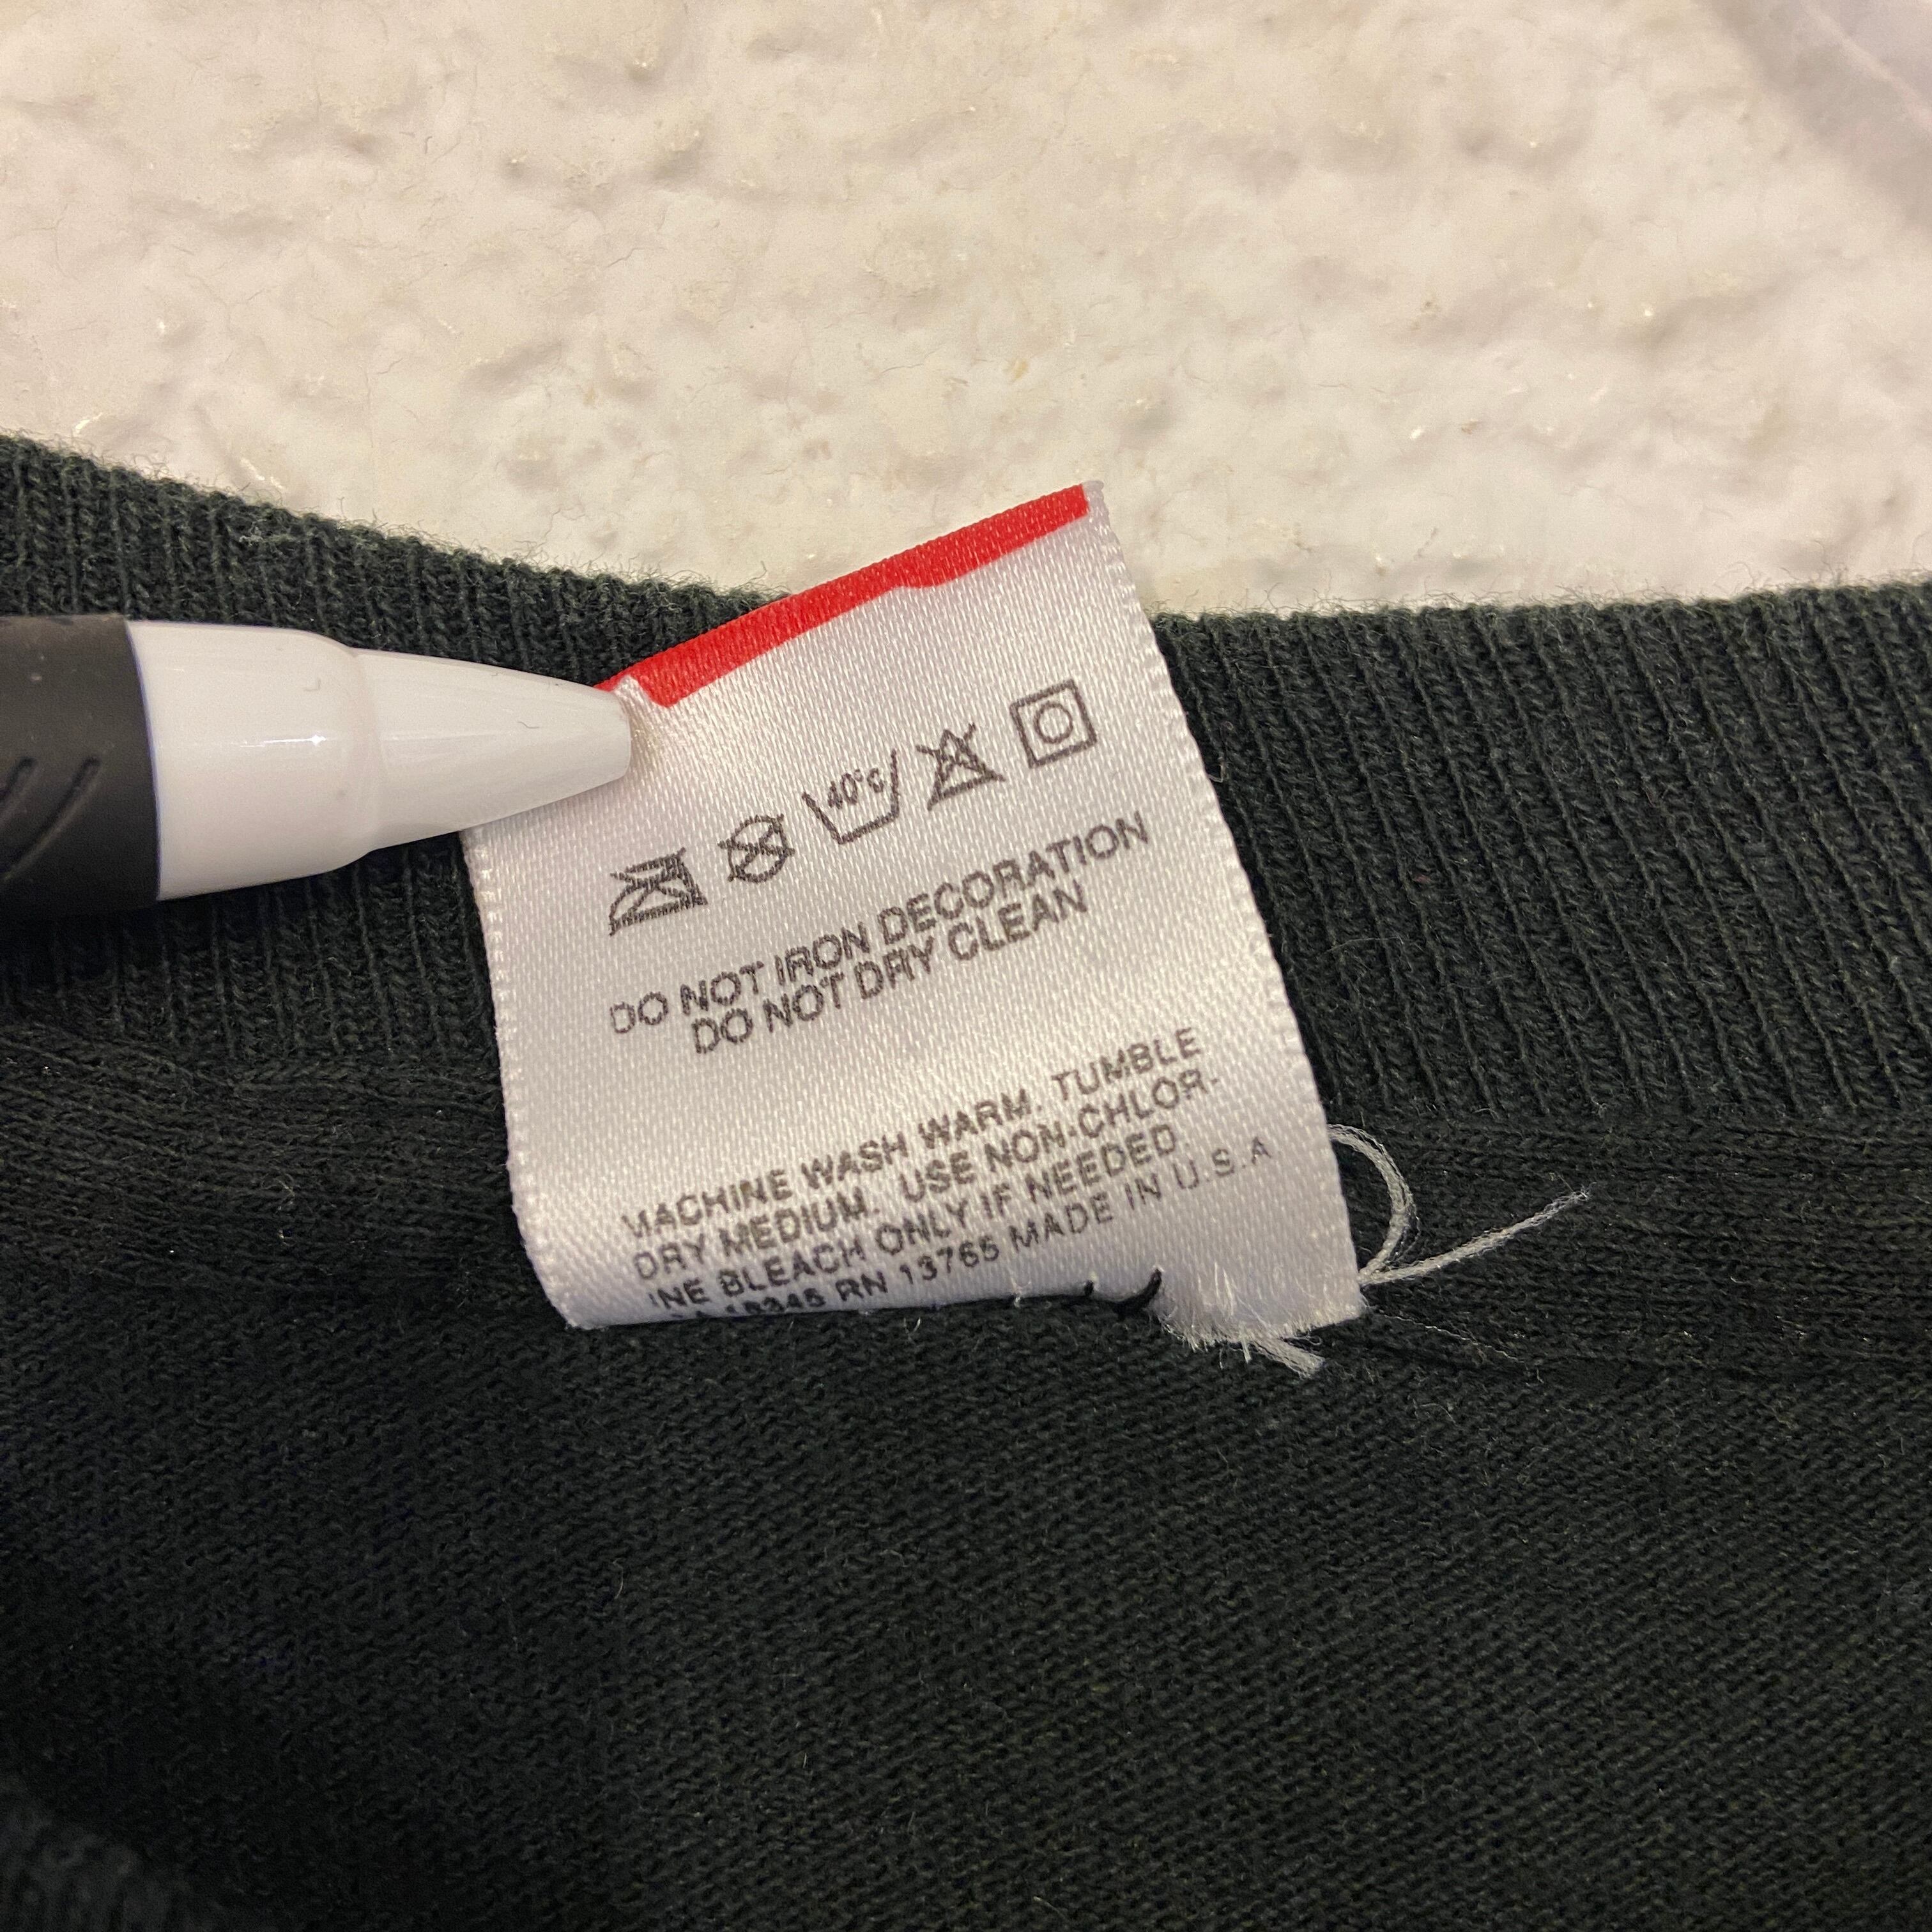 40°C
DO NOT IRON DECORATION
DO NOT DRY CLEAN
MACHINE WASH WARM. TUMBLE
DRY MEDIUM. USE NON-CHLOR-
INE BLEACH ONLY IF NEEDED
RN 13765 MADE IN U.S.A